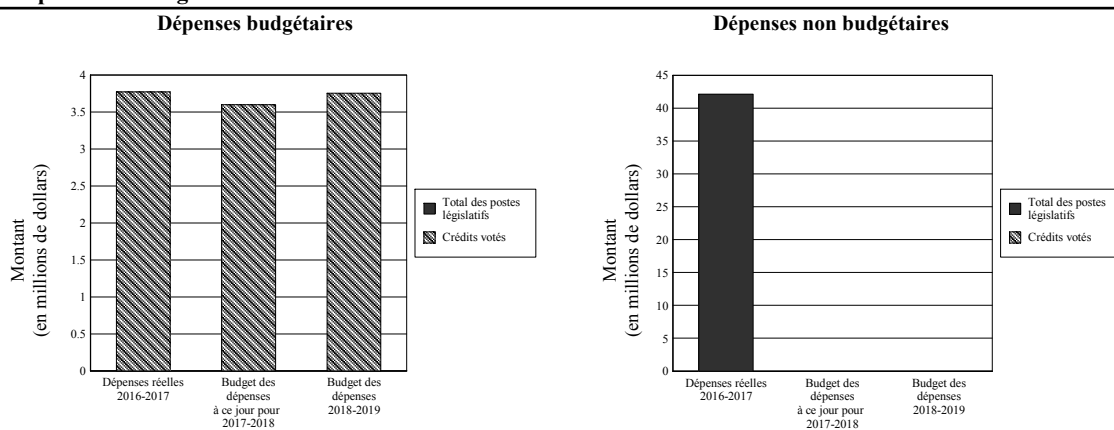 Dépenses budgétaires
Montant
(en millions de dollars)
4
3.5
3
2.5
2
1.5
1
0.5
0
Dépenses réelles
2016-2017
Budget des
dépenses
à ce jour pour
2017-2018
Budget des
dépenses
2018-2019
Total des postes
législatifs
Crédits votés
Dépenses non budgétaires
Montant
(en millions de dollars)
45
40
35
30
25
20
15
10
5
0
Dépenses réelles
2016-2017
Budget des
dépenses
à ce jour pour
2017-2018
Budget des
dépenses
2018-2019
Total des postes
législatifs
Crédits votés